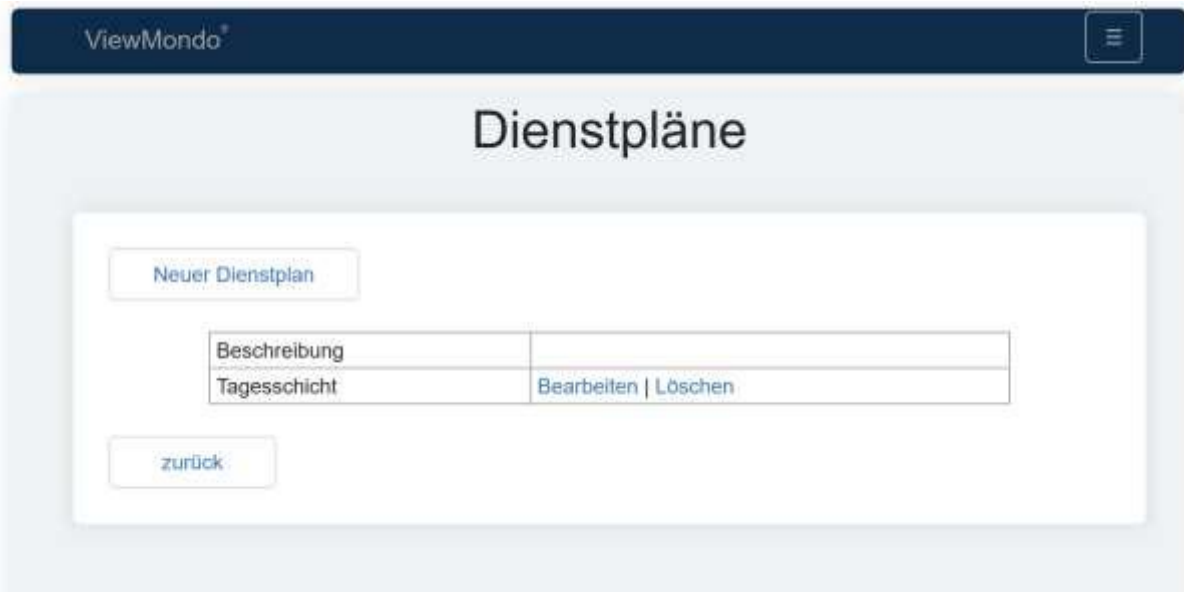 ViewMondo®
Dienstpläne
Neuer Dienstplan
Beschreibung
Tagesschicht Bearbeiten | Löschen
zurück